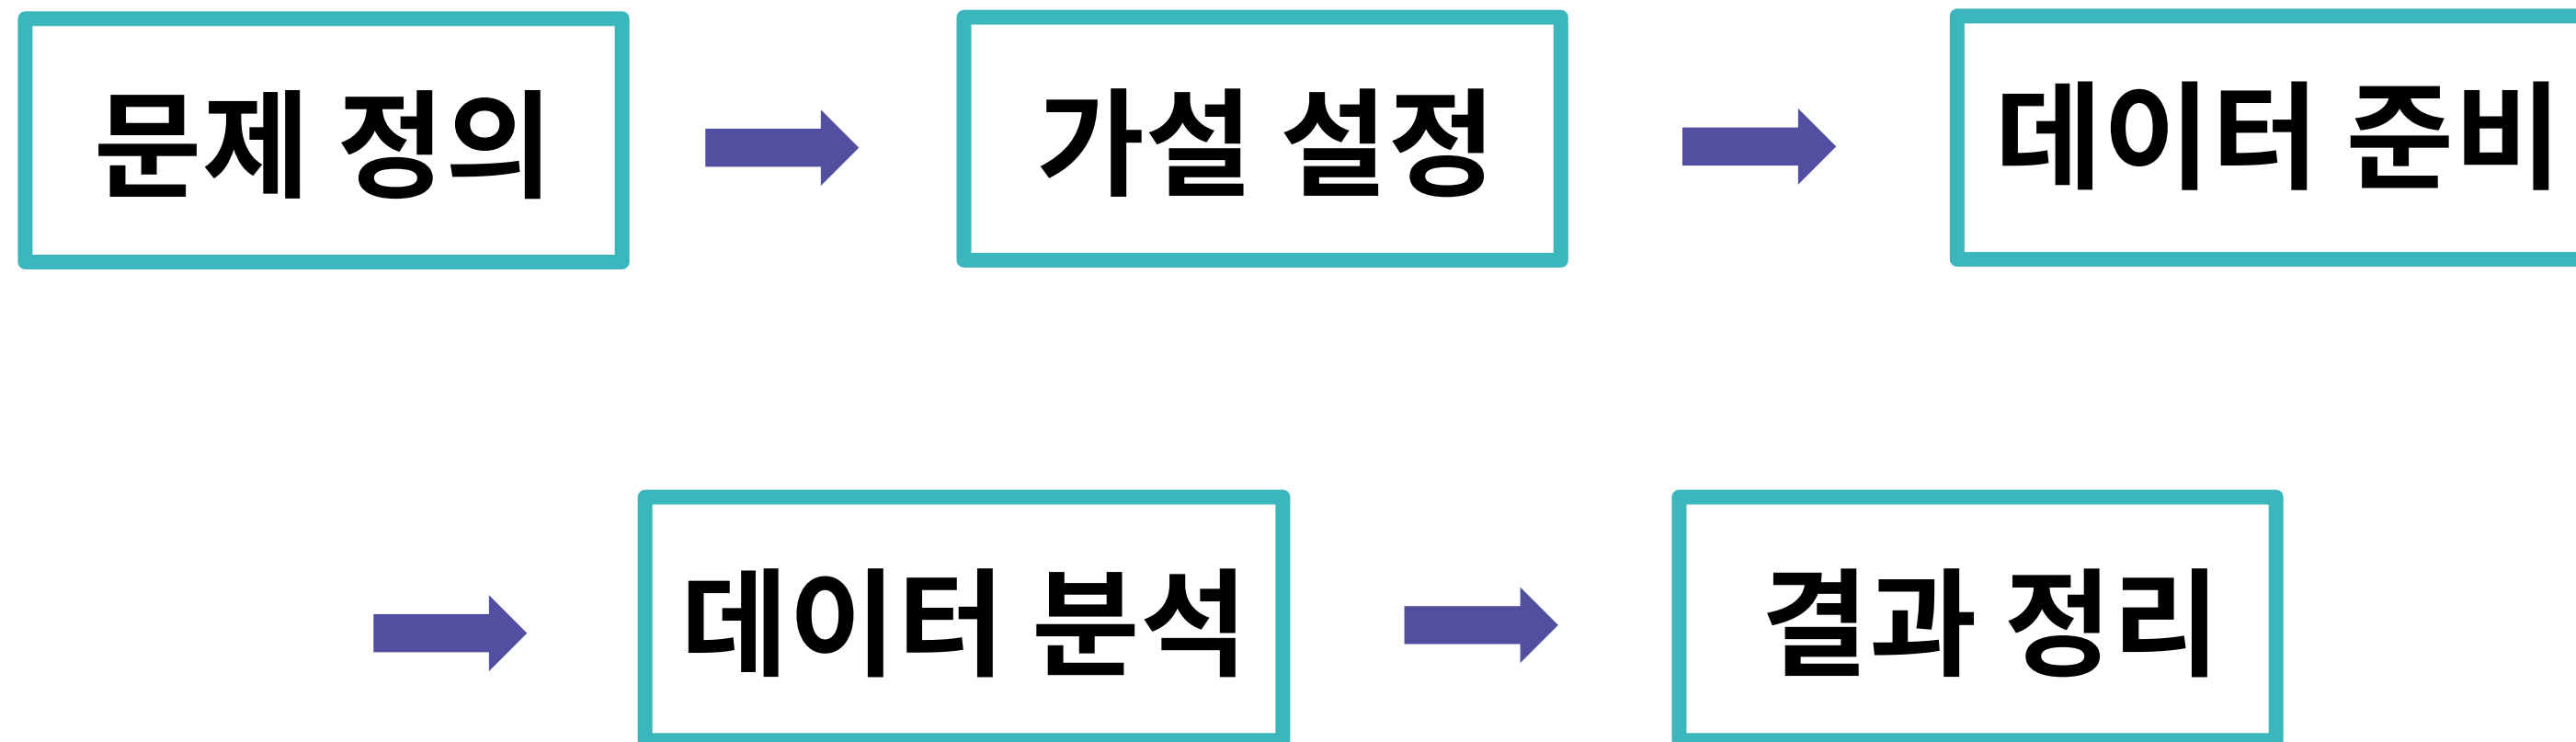 문제 정의
가설 설정
데이터 준비
데이터 분석
결과 정리